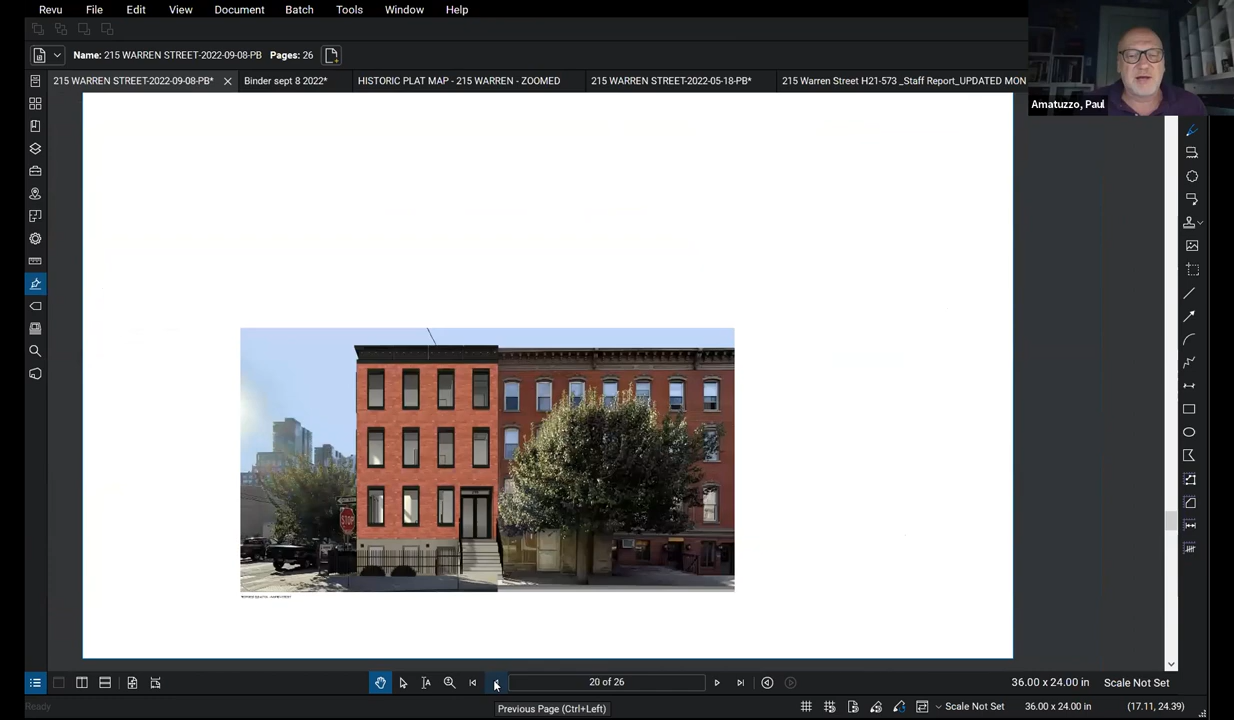 Revu File Edit View Document Batch Tools Window Help
Name: 215 WARREN STREET-2022-09-08-PB Pages: 26
215 WARREN STREET-2022-09-08-PB* Binder sept 8 2022* HISTORIC PLAT MAP - 215 WARREN - ZOOMED 215 WARREN STREET-2022-05-18-PB* 215 Warren Street H21-573 _Staff Report_UPDATED MON
Amatuzzo, Paul
STOP
20 of 26 36.00 x 24.00 in Scale Not Set
Ready Previous Page (Ctrl+Left) Scale Not Set 36.00 x 24.00 in (17.11, 24.39)